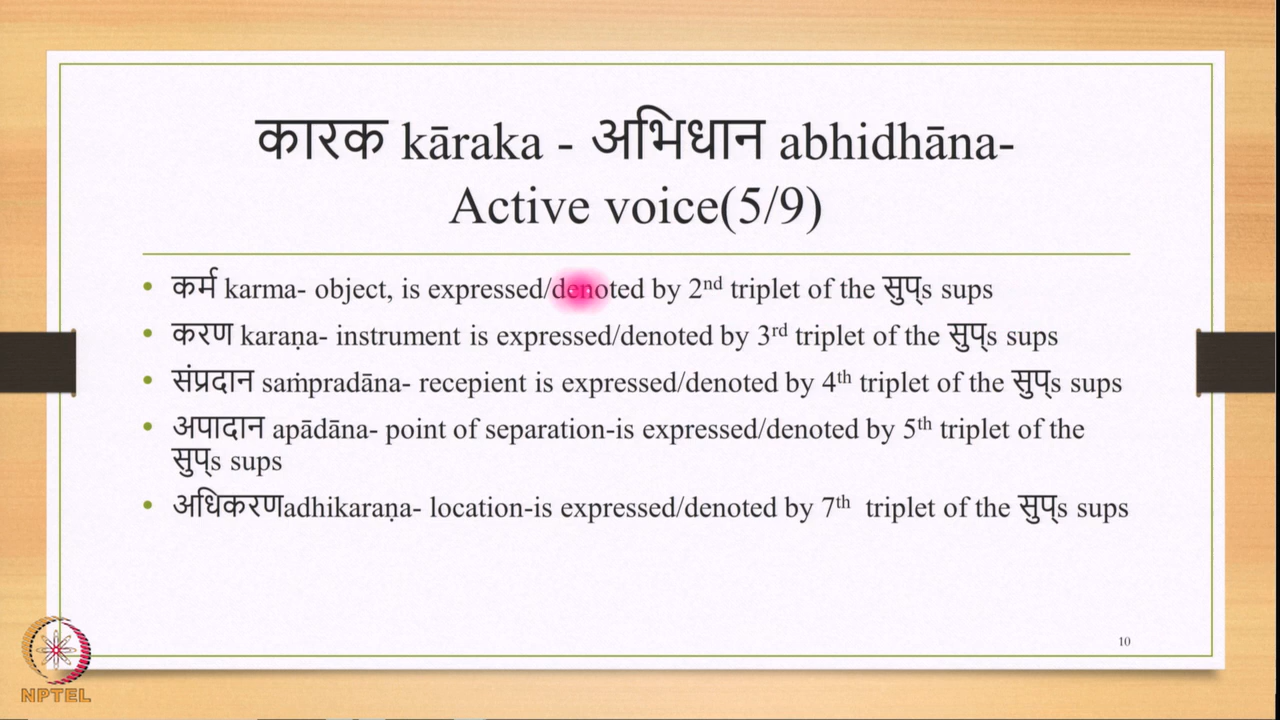 कारक kāraka - अभिधान abhidhāna-
Active voice(5/9)
• कर्म karma- object, is expressed/denoted by 2nd triplet of the सुप्s sups
• करण karaṇa- instrument is expressed/denoted by 3rd triplet of the सुप्s sups
• संप्रदान saṁpradāna- recepient is expressed/denoted by 4th triplet of the सुप्s sups
• अपादान apādāna- point of separation-is expressed/denoted by 5th triplet of the
सुप्s sups
• अधिकरणadhikaraṇa- location-is expressed/denoted by 7th triplet of the सुप्s sups
10
NPTEL